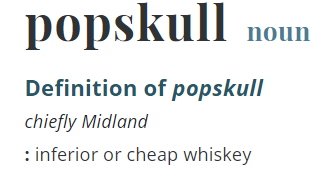 popskull noun
Definition of popskull
chiefly Midland
: inferior or cheap whiskey